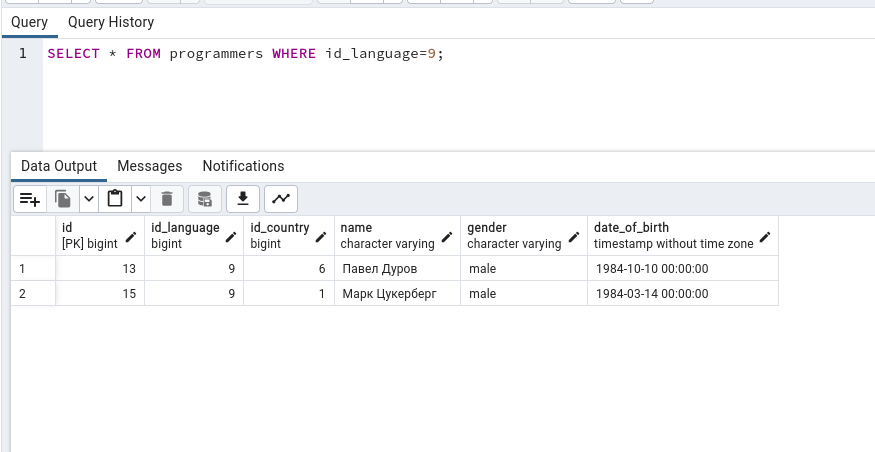 Query Query History
1 SELECT * FROM programmers WHERE id_language=9;
Data Output Messages Notifications
id id_language id_country name gender date_of_birth
[PK] bigint bigint bigint character varying character varying timestamp without time zone
1 13 9 6 Павел Дуров male 1984-10-10 00:00:00
2 15 9 1 Марк Цукерберг male 1984-03-14 00:00:00